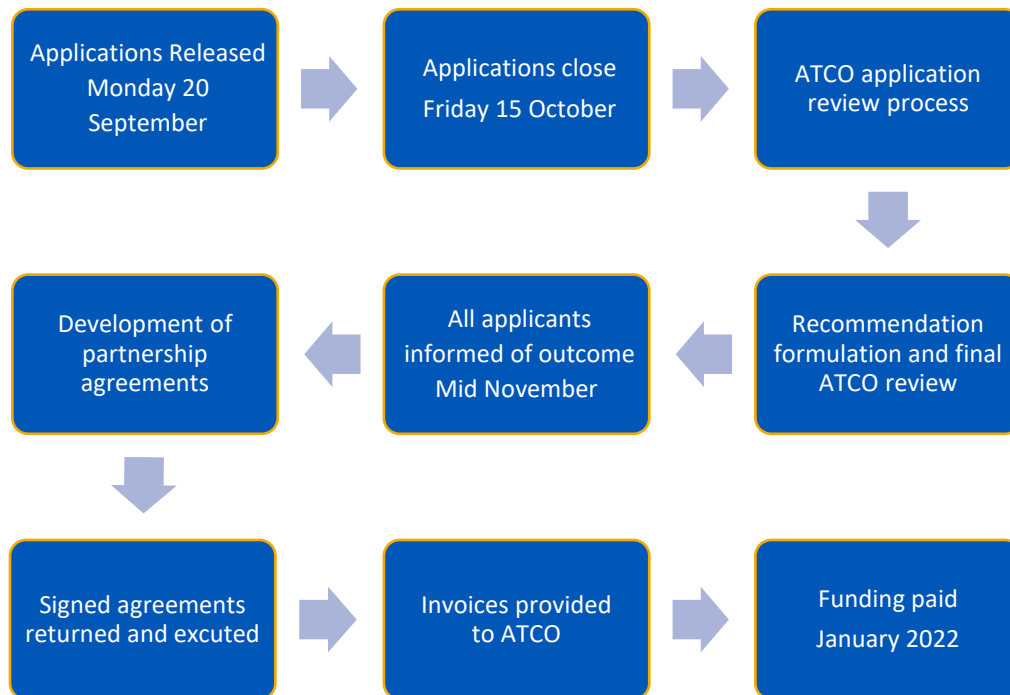 Applications Released
Monday 20
September
Applications close
Friday 15 October
ATCO application
review process
Recommendation
formulation and final
ATCO review
All applicants
informed of outcome
Mid November
Development of
partnership
agreements
Signed agreements
returned and excuted
Invoices provided
to ATCO
Funding paid
January 2022